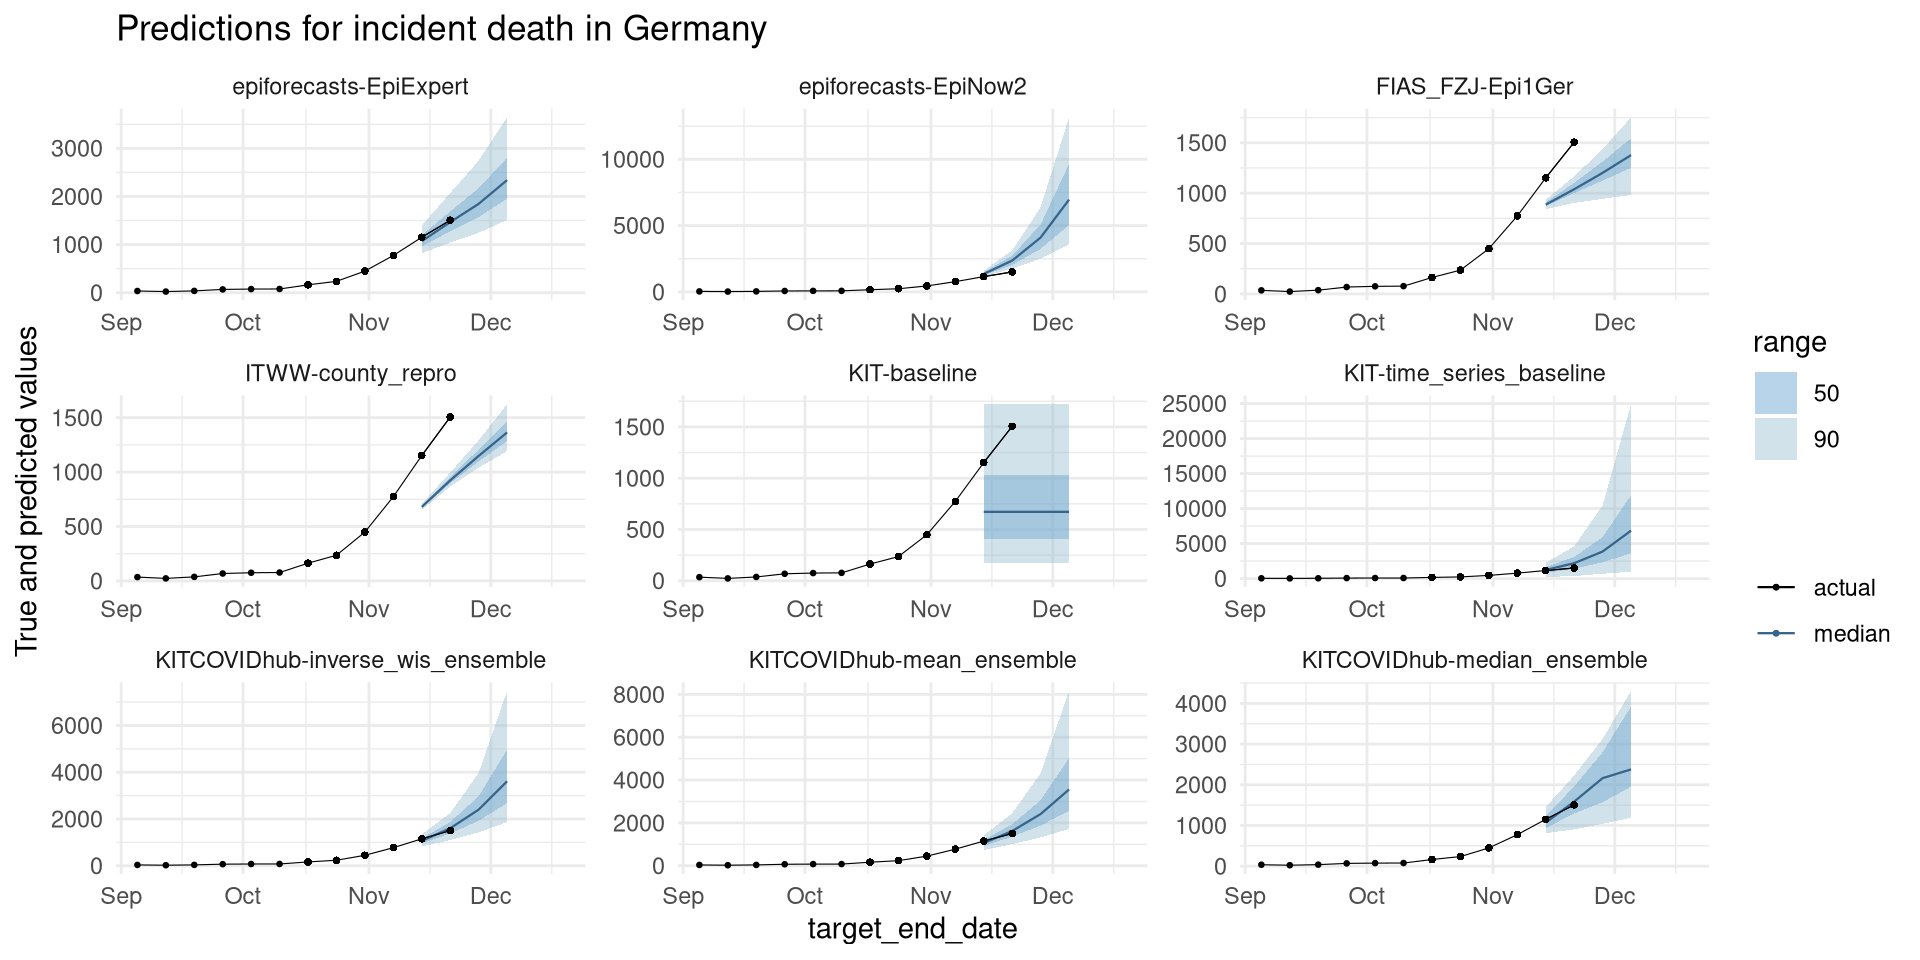 Predictions for incident death in Germany
epiforecasts-EpiExpert
3000
2000
1000
0
Sep Oct Nov Dec
epiforecasts-EpiNow2
10000
5000
0
Sep Oct Nov Dec
FIAS_FZJ-Epi1Ger
1500
1000
500
0
Sep Oct Nov Dec
True and predicted values
ITWW-county_repro
1500
1000
500
0
Sep Oct Nov Dec
KIT-baseline
1500
1000
500
0
Sep Oct Nov Dec
KIT-time_series_baseline
25000
20000
15000
10000
5000
0
Sep Oct Nov Dec
KITCOVIDhub-inverse_wis_ensemble
6000
4000
2000
0
Sep Oct Nov Dec
KITCOVIDhub-mean_ensemble
8000
6000
4000
2000
0
Sep Oct Nov Dec
KITCOVIDhub-median_ensemble
4000
3000
2000
1000
0
Sep Oct Nov Dec
target_end_date
range
50
90
actual
median